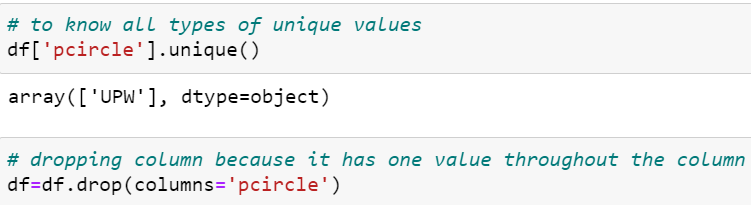 # to know all types of unique values
df['pcircle'].unique()
array(['UPW'], dtype=object)
# dropping column because it has one value throughout the column
df=df.drop(columns='pcircle')